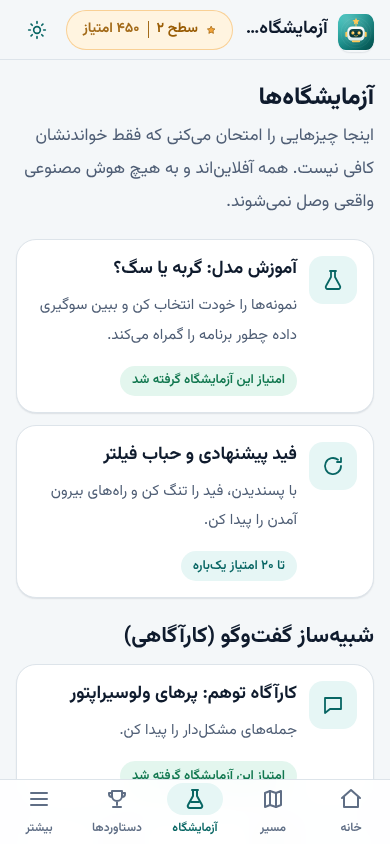 آزمایشگاه…
سطح ۲ | ۴۵۰ امتیاز
آزمایشگاه‌ها
اینجا چیزهایی را امتحان می‌کنی که فقط خواندنشان
کافی نیست. همه آفلاین‌اند و به هیچ هوش مصنوعی
واقعی وصل نمی‌شوند.
آموزش مدل: گربه یا سگ؟
نمونه‌ها را خودت انتخاب کن و ببین سوگیری
داده چطور برنامه را گمراه می‌کند.
امتیاز این آزمایشگاه گرفته شد
فید پیشنهادی و حباب فیلتر
با پسندیدن، فید را تنگ کن و راه‌های بیرون
آمدن را پیدا کن.
تا ۲۰ امتیاز یک‌باره
شبیه‌ساز گفت‌وگو (کارآگاهی)
کارآگاه توهم: پرهای ولوسیراپتور
جمله‌های مشکل‌دار را پیدا کن.
امتیاز این آزمایشگاه گرفته شد
خانه
مسیر
آزمایشگاه
دستاوردها
بیشتر